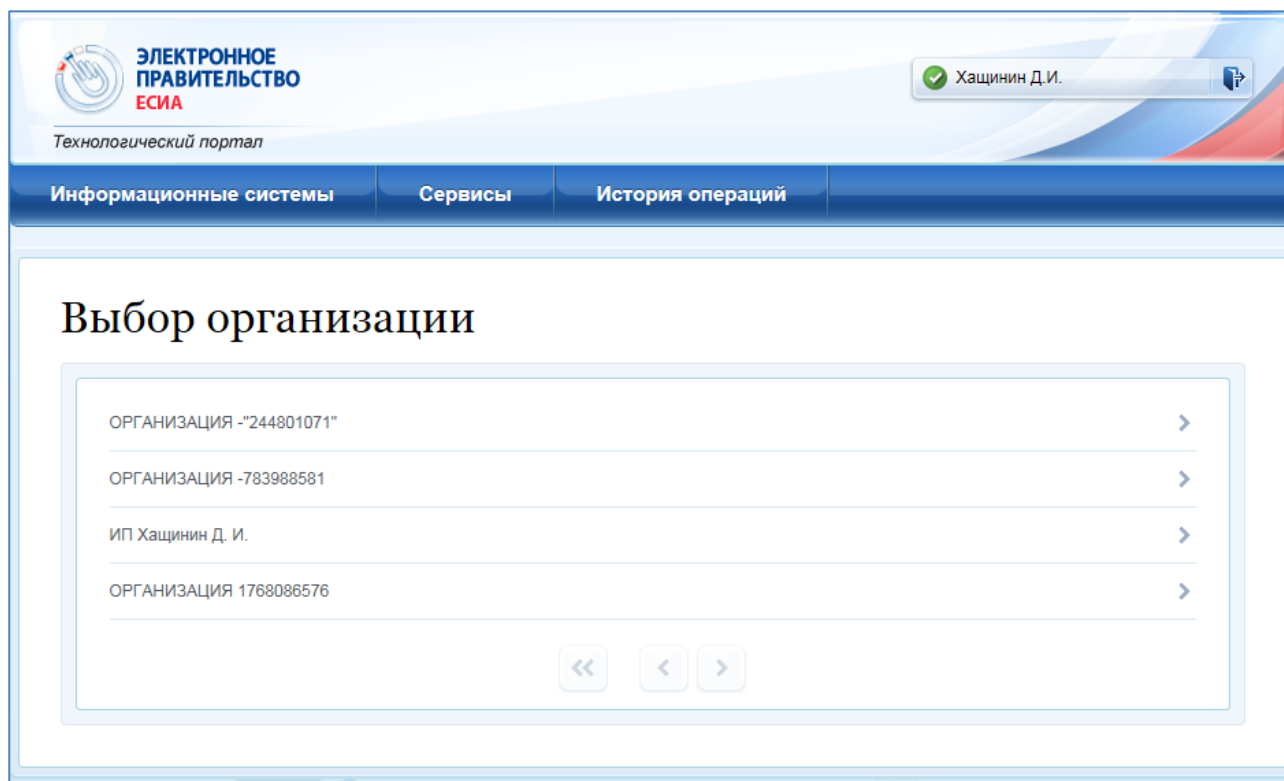 ЭЛЕКТРОННОЕ
ПРАВИТЕЛЬСТВО
ЕСИА
Технологический портал
Хащинин Д.И.
Информационные системы
Сервисы
История операций
Выбор организации
ОРГАНИЗАЦИЯ -"244801071"
ОРГАНИЗАЦИЯ -783988581
ИП Хащинин Д. И.
ОРГАНИЗАЦИЯ 1768086576